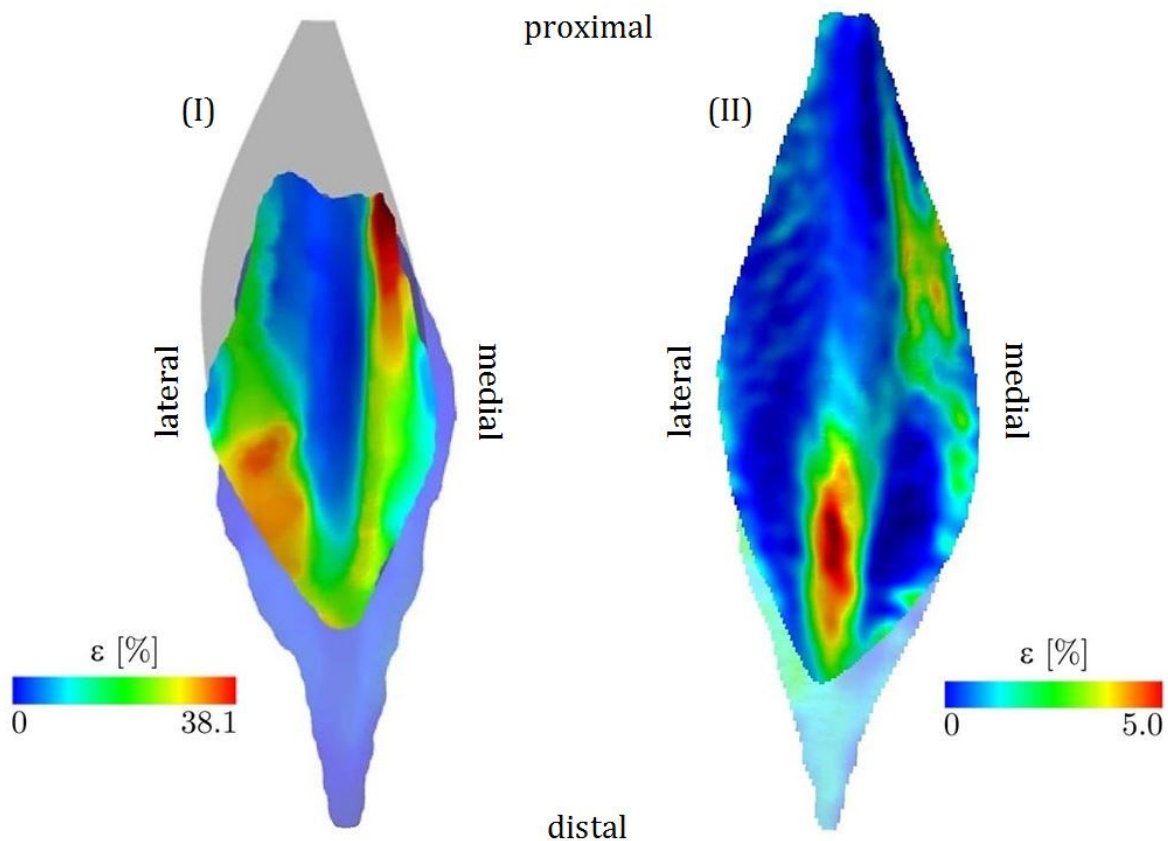 proximal
(I)
(II)
lateral
medial
lateral
medial
ε [%]
0
38.1
ε [%]
0
5.0
distal